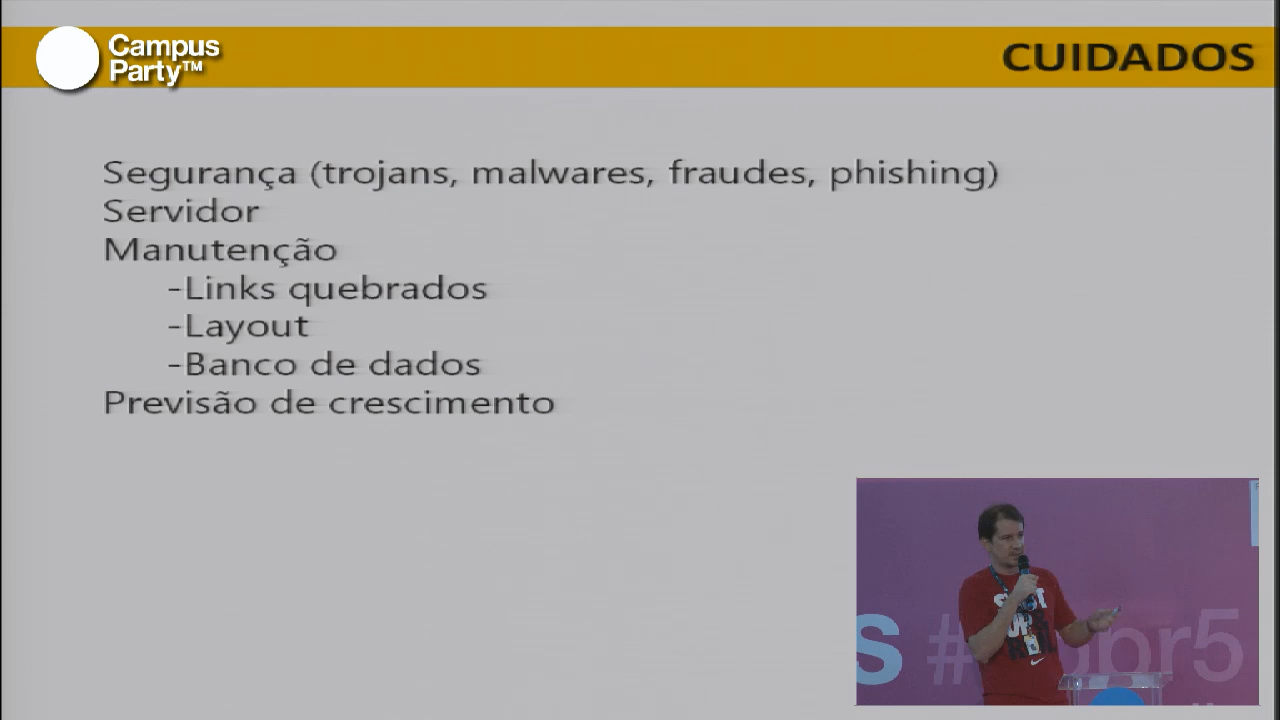 Campus
Party™
CUIDADOS
Segurança (trojans, malwares, fraudes, phishing)
Servidor
Manutenção
-Links quebrados
-Layout
-Banco de dados
Previsão de crescimento